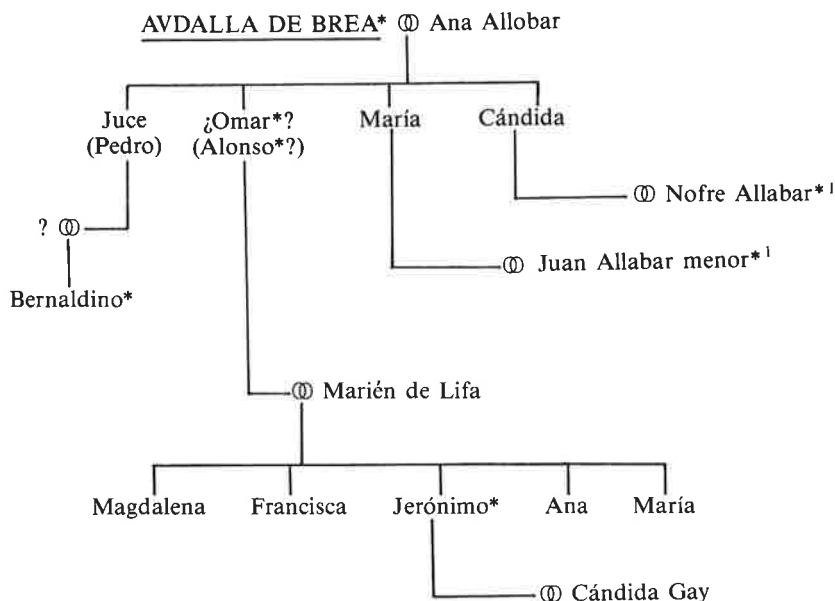 AVDALLA DE BREA* ⚭ Ana Allobar
Juce ¿Omar*? María Cándida
(Pedro) (Alonso*?)
⚭ Nofre Allabar*¹
? ⚭
⚭ Juan Allabar menor*¹
Bernaldino*
⚭ Marién de Lifa
Magdalena Francisca Jerónimo* Ana María
⚭ Cándida Gay